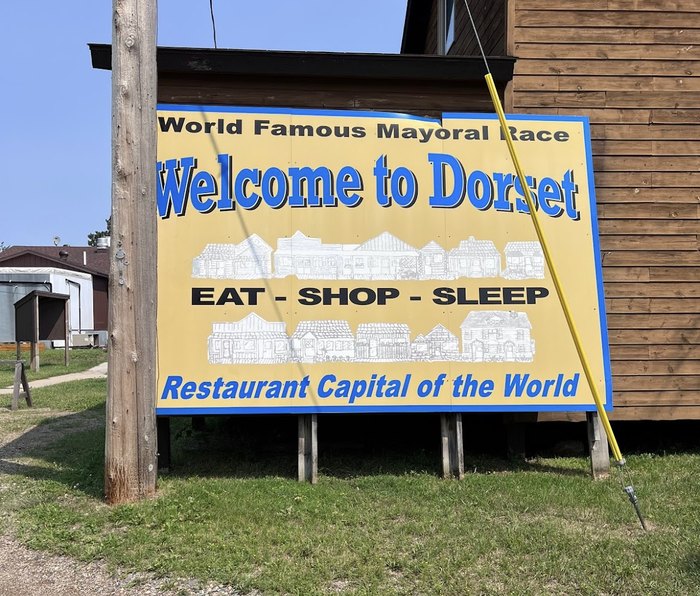 World Famous Mayoral Race
Welcome to Dorset
EAT - SHOP - SLEEP
Restaurant Capital of the World